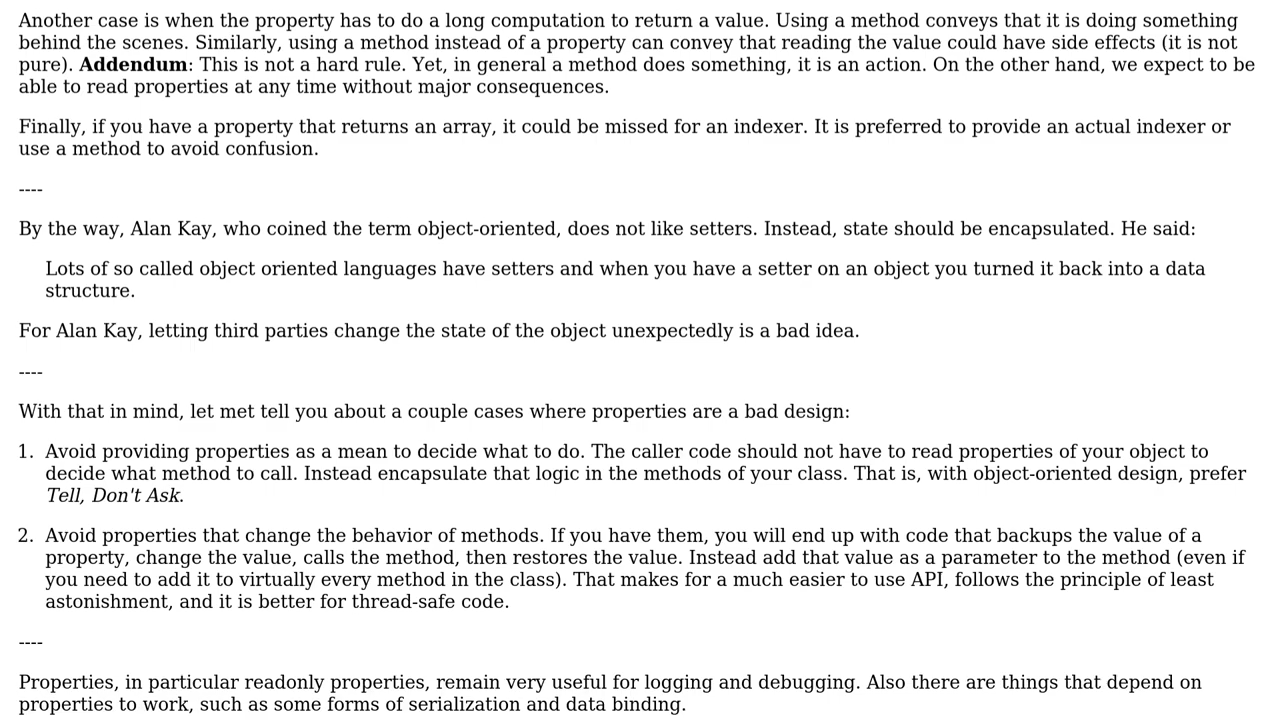 Another case is when the property has to do a long computation to return a value. Using a method conveys that it is doing something
behind the scenes. Similarly, using a method instead of a property can convey that reading the value could have side effects (it is not
pure). Addendum: This is not a hard rule. Yet, in general a method does something, it is an action. On the other hand, we expect to be
able to read properties at any time without major consequences.
Finally, if you have a property that returns an array, it could be missed for an indexer. It is preferred to provide an actual indexer or
use a method to avoid confusion.
----
By the way, Alan Kay, who coined the term object-oriented, does not like setters. Instead, state should be encapsulated. He said:
Lots of so called object oriented languages have setters and when you have a setter on an object you turned it back into a data
structure.
For Alan Kay, letting third parties change the state of the object unexpectedly is a bad idea.
----
With that in mind, let met tell you about a couple cases where properties are a bad design:
1. Avoid providing properties as a mean to decide what to do. The caller code should not have to read properties of your object to
decide what method to call. Instead encapsulate that logic in the methods of your class. That is, with object-oriented design, prefer
Tell, Don't Ask.
2. Avoid properties that change the behavior of methods. If you have them, you will end up with code that backups the value of a
property, change the value, calls the method, then restores the value. Instead add that value as a parameter to the method (even if
you need to add it to virtually every method in the class). That makes for a much easier to use API, follows the principle of least
astonishment, and it is better for thread-safe code.
----
Properties, in particular readonly properties, remain very useful for logging and debugging. Also there are things that depend on
properties to work, such as some forms of serialization and data binding.